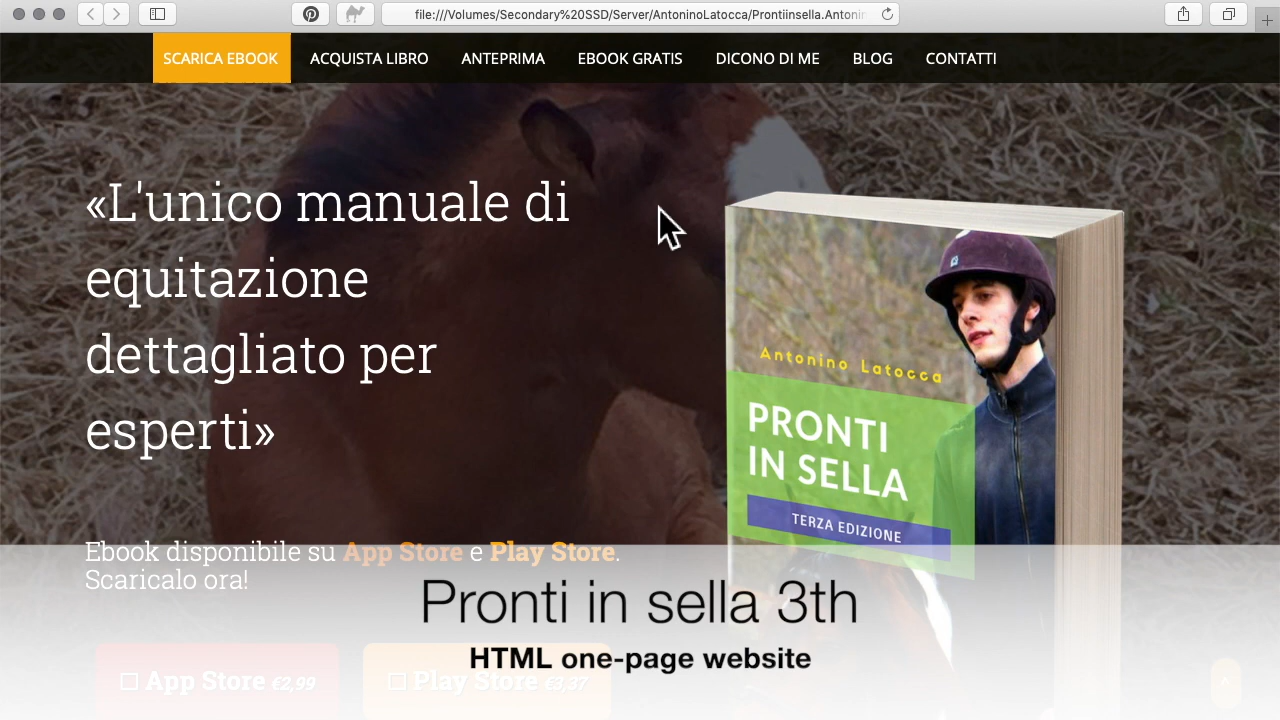 file:///Volumes/Secondary%20SSD/Server/AntoninoLatocca/Prontiinsella.Antonin
SCARICA EBOOK ACQUISTA LIBRO ANTEPRIMA EBOOK GRATIS DICONO DI ME BLOG CONTATTI
«L'unico manuale di
equitazione
dettagliato per
esperti»
Antonino Latocca
PRONTI
IN SELLA
TERZA EDIZIONE
Ebook disponibile su App Store e Play Store.
Scaricalo ora!
Pronti in sella 3th
HTML one-page website
App Store €2,99 Play Store €3,37